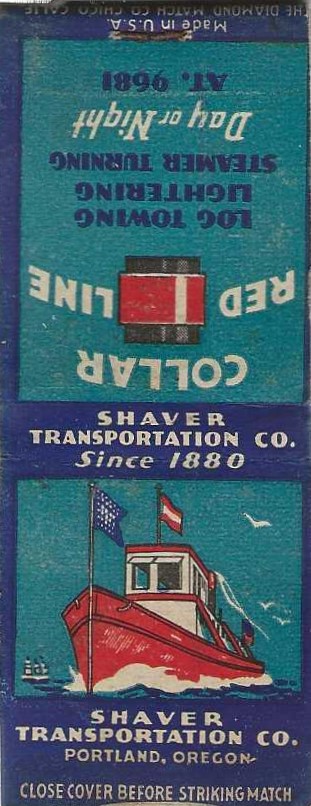 THE DIAMOND MATCH CO. CHICO, CALIF.
Made in U.S.A.
AT. 9681
Day or Night
STEAMER TURNING
LIGHTERING
LOG TOWING
RED LINE
COLLAR
SHAVER
TRANSPORTATION CO.
Since 1880
SHAVER
TRANSPORTATION CO.
PORTLAND, OREGON
CLOSE COVER BEFORE STRIKING MATCH